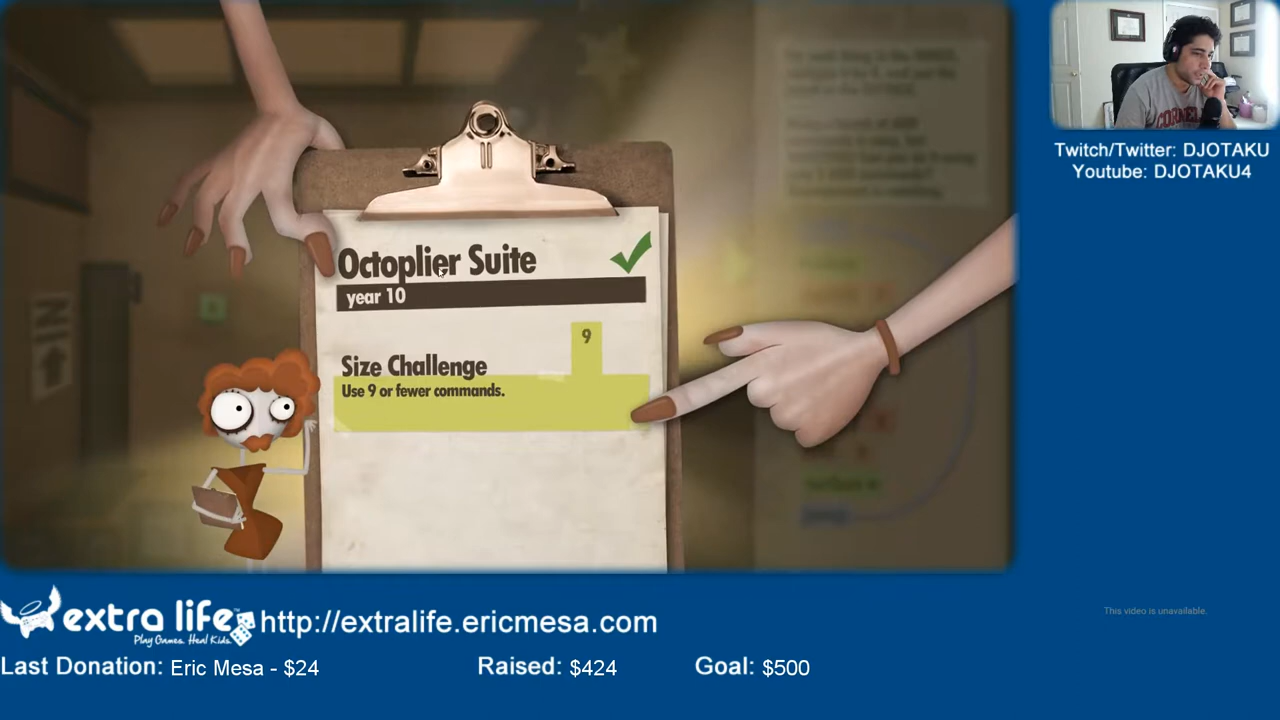 Octoplier Suite
year 10
9
Size Challenge
Use 9 or fewer commands.
IN
CORNEL
Twitch/Twitter: DJOTAKU
Youtube: DJOTAKU4
This video is unavailable.
extra life
Play Games. Heal Kids.
http://extralife.ericmesa.com
Last Donation: Eric Mesa - $24
Raised: $424
Goal: $500